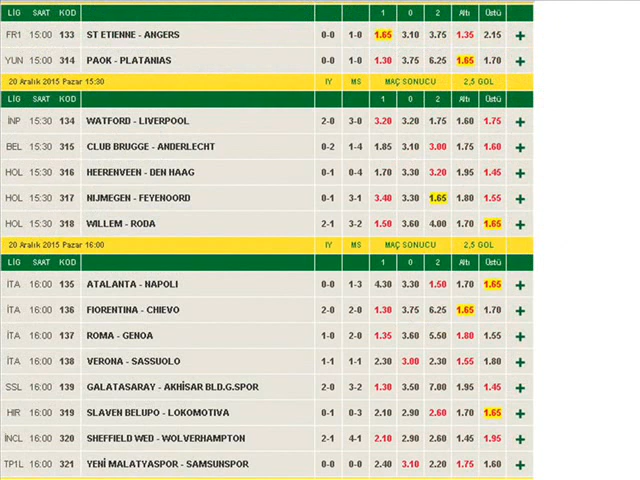 LİG SAAT KOD 1 0 2 Altı Üstü
FR1 15:00 133 ST ETIENNE - ANGERS 0-0 1-0 1.65 3.10 3.75 1.35 2.15 +
YUN 15:00 314 PAOK - PLATANIAS 0-0 1-0 1.30 3.75 6.25 1.65 1.70 +
20 Aralık 2015 Pazar 15:30 IY MS MAÇ SONUCU 2,5 GOL
LİG SAAT KOD 1 0 2 Altı Üstü
İNP 15:30 134 WATFORD - LIVERPOOL 2-0 3-0 3.20 3.20 1.75 1.60 1.75 +
BEL 15:30 315 CLUB BRUGGE - ANDERLECHT 0-2 1-4 1.85 3.10 3.00 1.75 1.60 +
HOL 15:30 316 HEERENVEEN - DEN HAAG 0-1 0-4 1.70 3.30 3.20 1.95 1.45 +
HOL 15:30 317 NIJMEGEN - FEYENOORD 0-1 3-1 3.40 3.30 1.65 1.80 1.55 +
HOL 15:30 318 WILLEM - RODA 2-1 3-2 1.50 3.60 4.00 1.70 1.65 +
20 Aralık 2015 Pazar 16:00 IY MS MAÇ SONUCU 2,5 GOL
LİG SAAT KOD 1 0 2 Altı Üstü
İTA 16:00 135 ATALANTA - NAPOLI 0-0 1-3 4.30 3.30 1.50 1.70 1.65 +
İTA 16:00 136 FIORENTINA - CHIEVO 2-0 2-0 1.30 3.75 6.25 1.65 1.70 +
İTA 16:00 137 ROMA - GENOA 1-0 2-0 1.35 3.60 5.50 1.80 1.55 +
İTA 16:00 138 VERONA - SASSUOLO 1-1 1-1 2.30 3.00 2.30 1.55 1.80 +
SSL 16:00 139 GALATASARAY - AKHİSAR BLD.G.SPOR 2-0 3-2 1.30 3.50 7.00 1.95 1.45 +
HIR 16:00 319 SLAVEN BELUPO - LOKOMOTIVA 0-1 0-3 2.10 2.90 2.60 1.70 1.65 +
İNCL 16:00 320 SHEFFIELD WED - WOLVERHAMPTON 2-1 4-1 2.10 2.90 2.60 1.45 1.95 +
TP1L 16:00 321 YENİ MALATYASPOR - SAMSUNSPOR 0-0 0-0 2.40 3.10 2.20 1.75 1.60 +